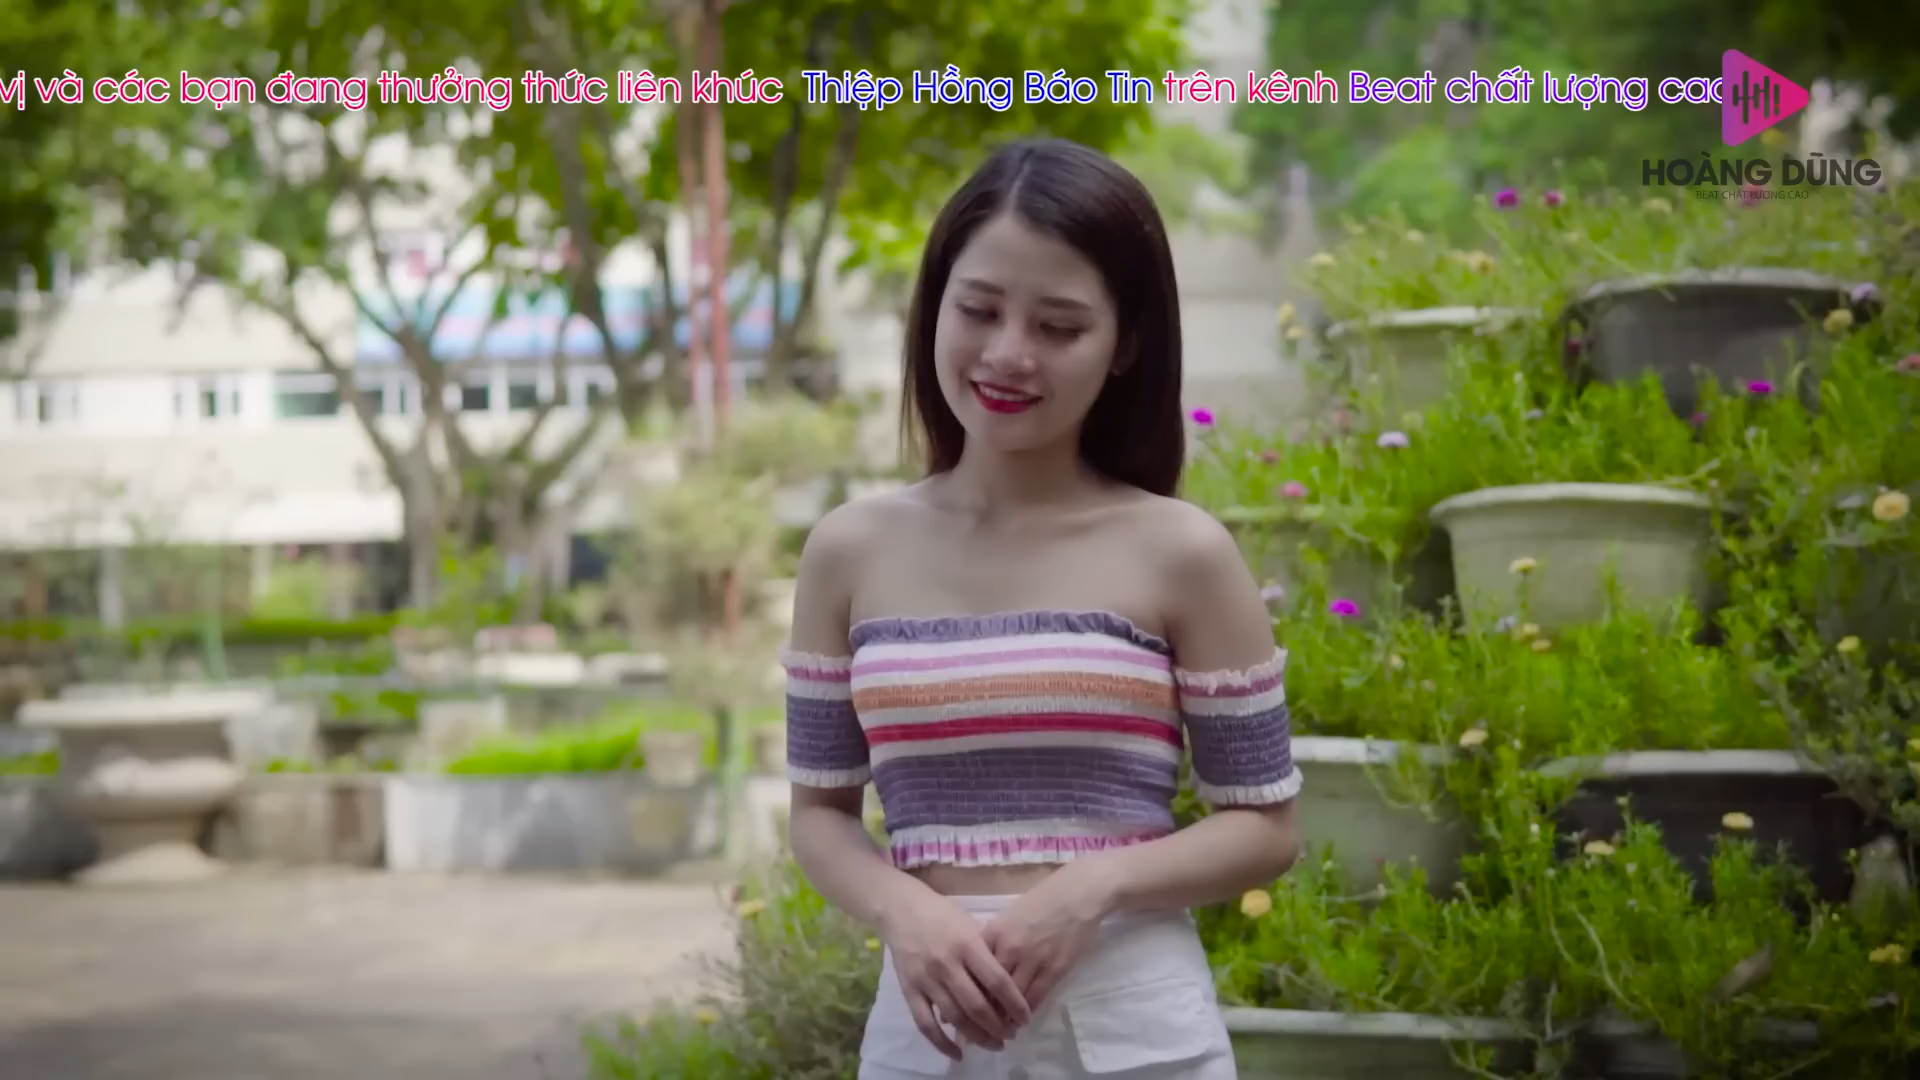 vị và các bạn đang thưởng thức liên khúc Thiệp Hồng Báo Tin trên kênh Beat chất lượng cao
HOÀNG DŨNG
BEAT CHẤT LƯỢNG CAO